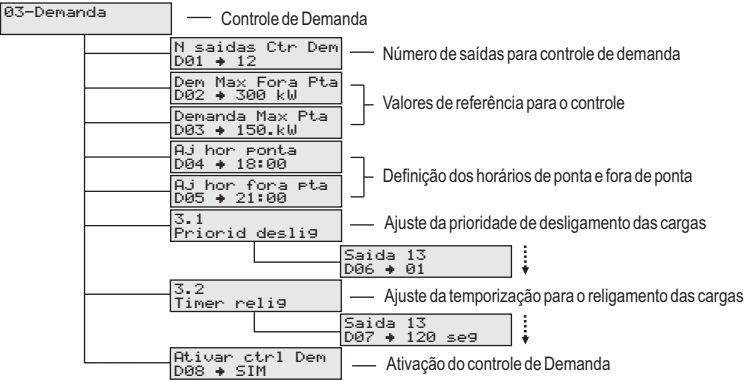 03-Demanda
Controle de Demanda
N saidas Ctr Dem
D01 → 12
Número de saídas para controle de demanda
Dem Max Fora Pta
D02 → 300 kW
Valores de referência para o controle
Demanda Max Pta
D03 → 150.kW
Aj hor ponta
D04 → 18:00
Definição dos horários de ponta e fora de ponta
Aj hor fora pta
D05 → 21:00
3.1
Priorid deslig
Ajuste da prioridade de desligamento das cargas
Saida 13
D06 → 01
3.2
Timer relig
Ajuste da temporização para o religamento das cargas
Saida 13
D07 → 120 seg
Ativar ctrl Dem
D08 → SIM
Ativação do controle de Demanda